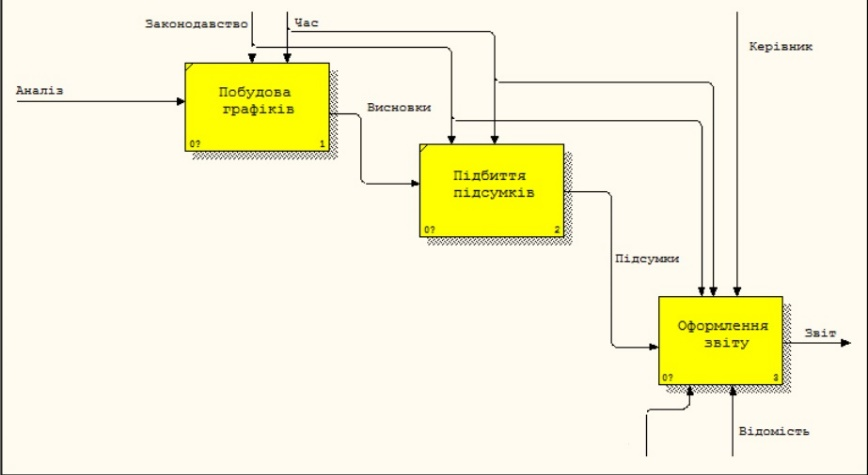 Законодавство
Час
Керівник
Аналіз
Побудова
графіків
0?
1
Висновки
Підбиття
підсумків
0?
2
Підсумки
Оформлення
звіту
0?
3
Звіт
Відомість